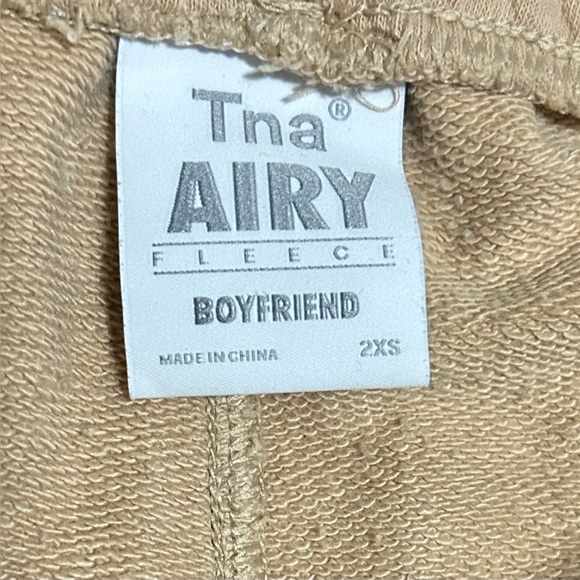 Tna®
AIRY
FLEECE
BOYFRIEND
MADE IN CHINA 2XS